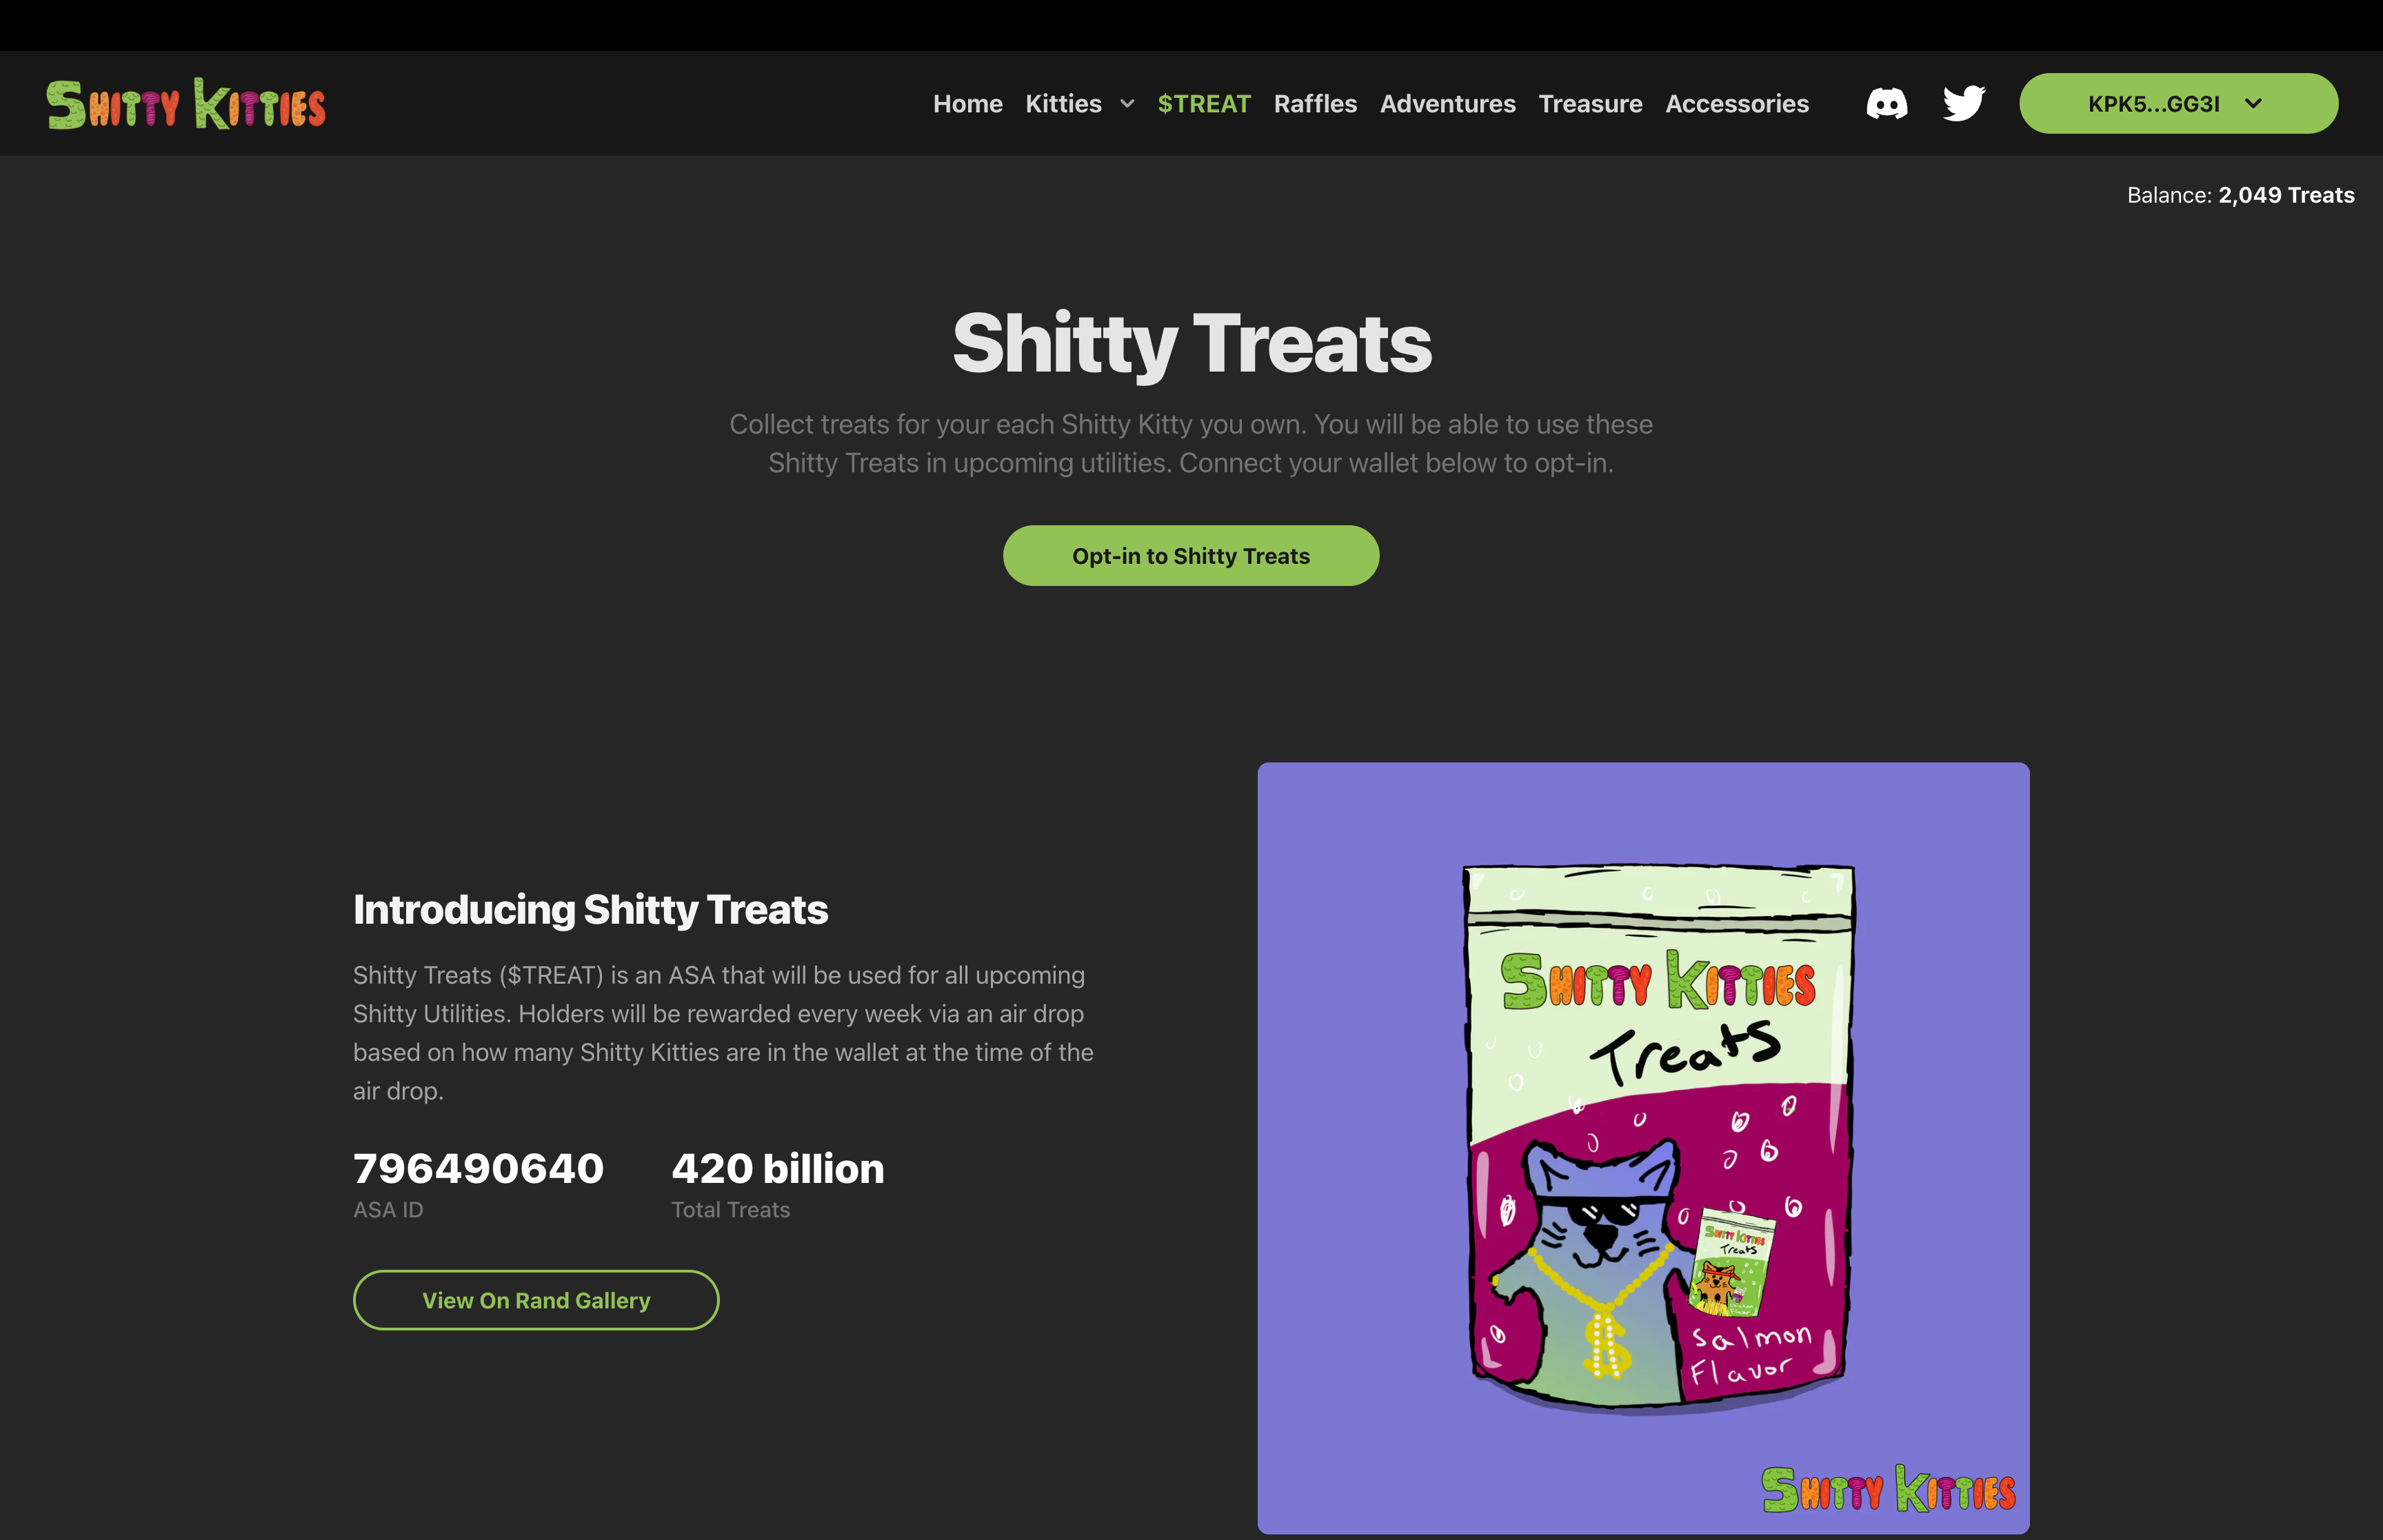 SHITTY KITTIES
Home Kitties $TREAT Raffles Adventures Treasure Accessories KPK5...GG3I
Balance: 2,049 Treats
Shitty Treats
Collect treats for your each Shitty Kitty you own. You will be able to use these
Shitty Treats in upcoming utilities. Connect your wallet below to opt-in.
Opt-in to Shitty Treats
Introducing Shitty Treats
Shitty Treats ($TREAT) is an ASA that will be used for all upcoming
Shitty Utilities. Holders will be rewarded every week via an air drop
based on how many Shitty Kitties are in the wallet at the time of the
air drop.
796490640 420 billion
ASA ID Total Treats
View On Rand Gallery
SHITTY KITTIES
Treats
SHITTY KITTIES
Treats
Salmon
Flavor
SHITTY KITTIES